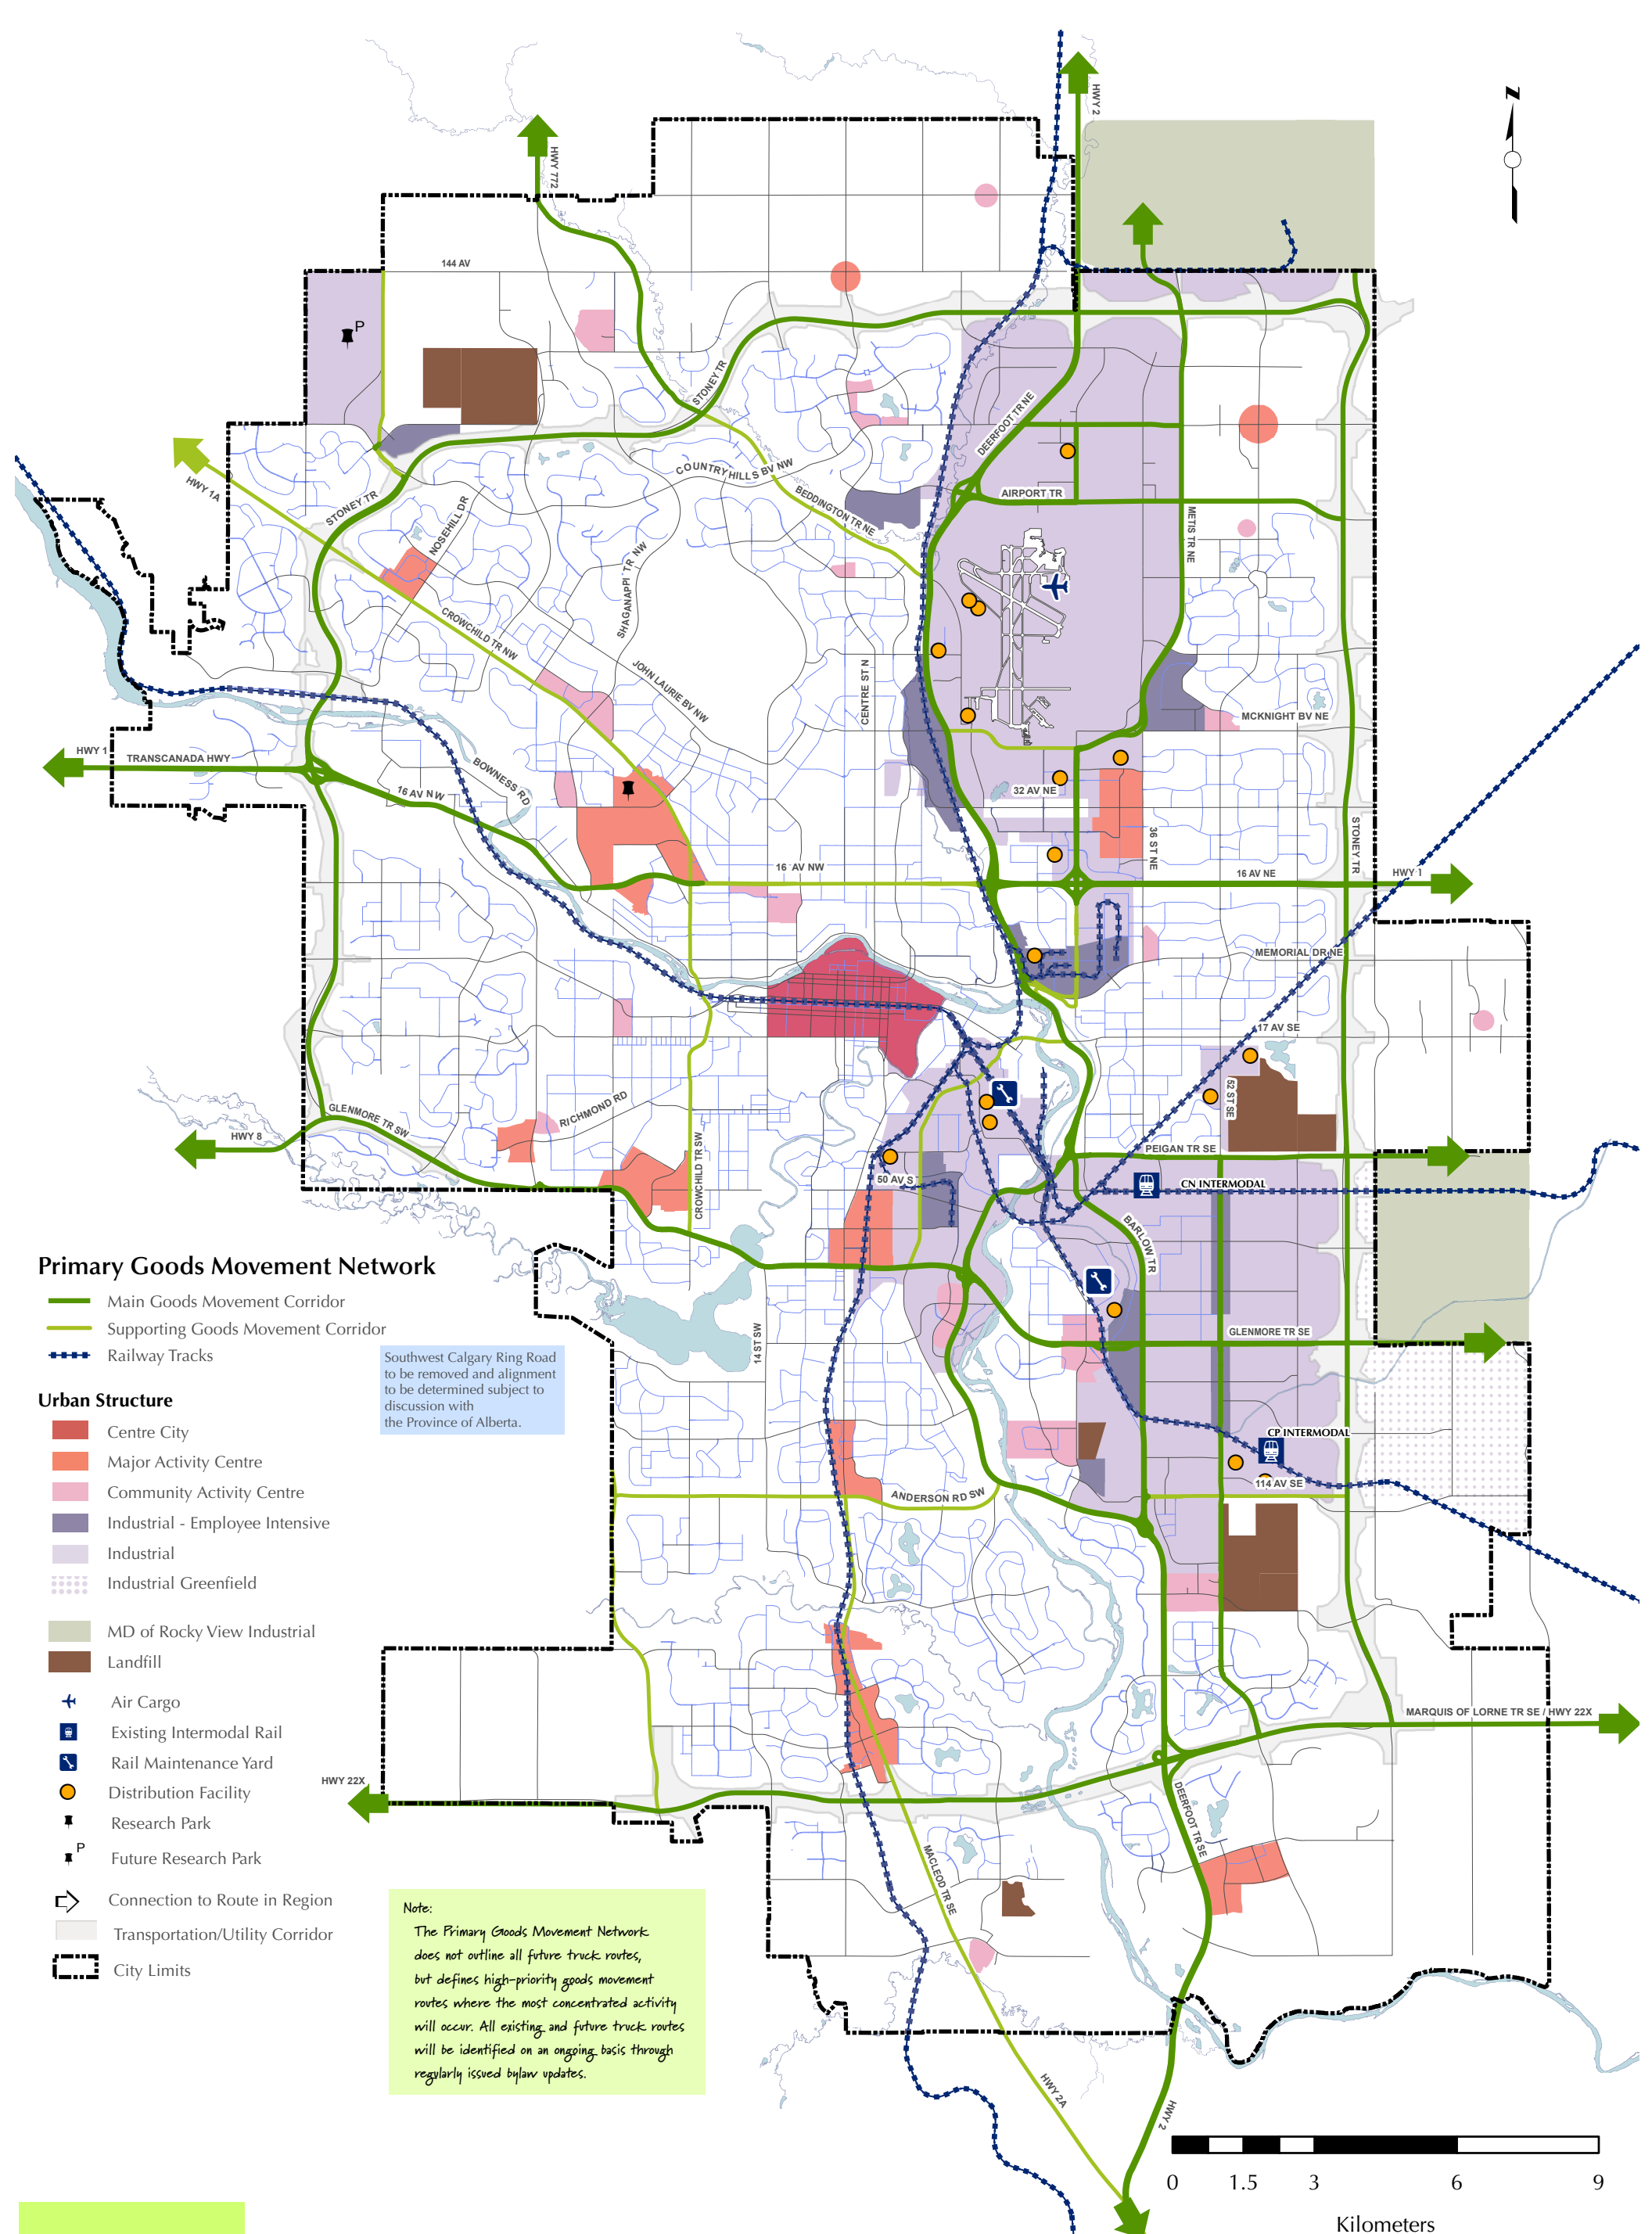 N
HWY 2
HWY 772
144 AV
P
STONEY TR
DEERFOOT TR NE
HWY 1A
COUNTRY HILLS BV NW
BEDDINGTON TR NE
AIRPORT TR
STONEY TR
NOSEHILL DR
METIS TR NE
SHAGANAPPI TR NW
CROWCHILD TR NW
JOHN LAURIE BV NW
CENTRE ST N
MCKNIGHT BV NE
HWY 1
TRANSCANADA HWY
BOWNESS RD
16 AV NW
32 AV NE
36 ST NE
STONEY TR
16 AV NW
16 AV NE
HWY 1
MEMORIAL DR NE
17 AV SE
52 ST SE
RICHMOND RD
GLENMORE TR SW
HWY 8
CROWCHILD TR SW
PEIGAN TR SE
50 AV S
CN INTERMODAL
BARLOW TR
Primary Goods Movement Network
Main Goods Movement Corridor
Supporting Goods Movement Corridor
Railway Tracks
14 ST SW
GLENMORE TR SE
Southwest Calgary Ring Road
to be removed and alignment
to be determined subject to
discussion with
the Province of Alberta.
Urban Structure
Centre City
Major Activity Centre
Community Activity Centre
Industrial - Employee Intensive
Industrial
Industrial Greenfield
MD of Rocky View Industrial
Landfill
Air Cargo
Existing Intermodal Rail
Rail Maintenance Yard
Distribution Facility
Research Park
P
Future Research Park
Connection to Route in Region
Transportation/Utility Corridor
City Limits
CP INTERMODAL
114 AV SE
ANDERSON RD SW
MARQUIS OF LORNE TR SE / HWY 22X
HWY 22X
DEERFOOT TR SE
MACLEOD TR SE
Note:
The Primary Goods Movement Network
does not outline all future truck routes,
but defines high-priority goods movement
routes where the most concentrated activity
will occur. All existing and future truck routes
will be identified on an ongoing basis through
regularly issued bylaw updates.
HWY 2A
HWY 2
0 1.5 3 6 9
Kilometers